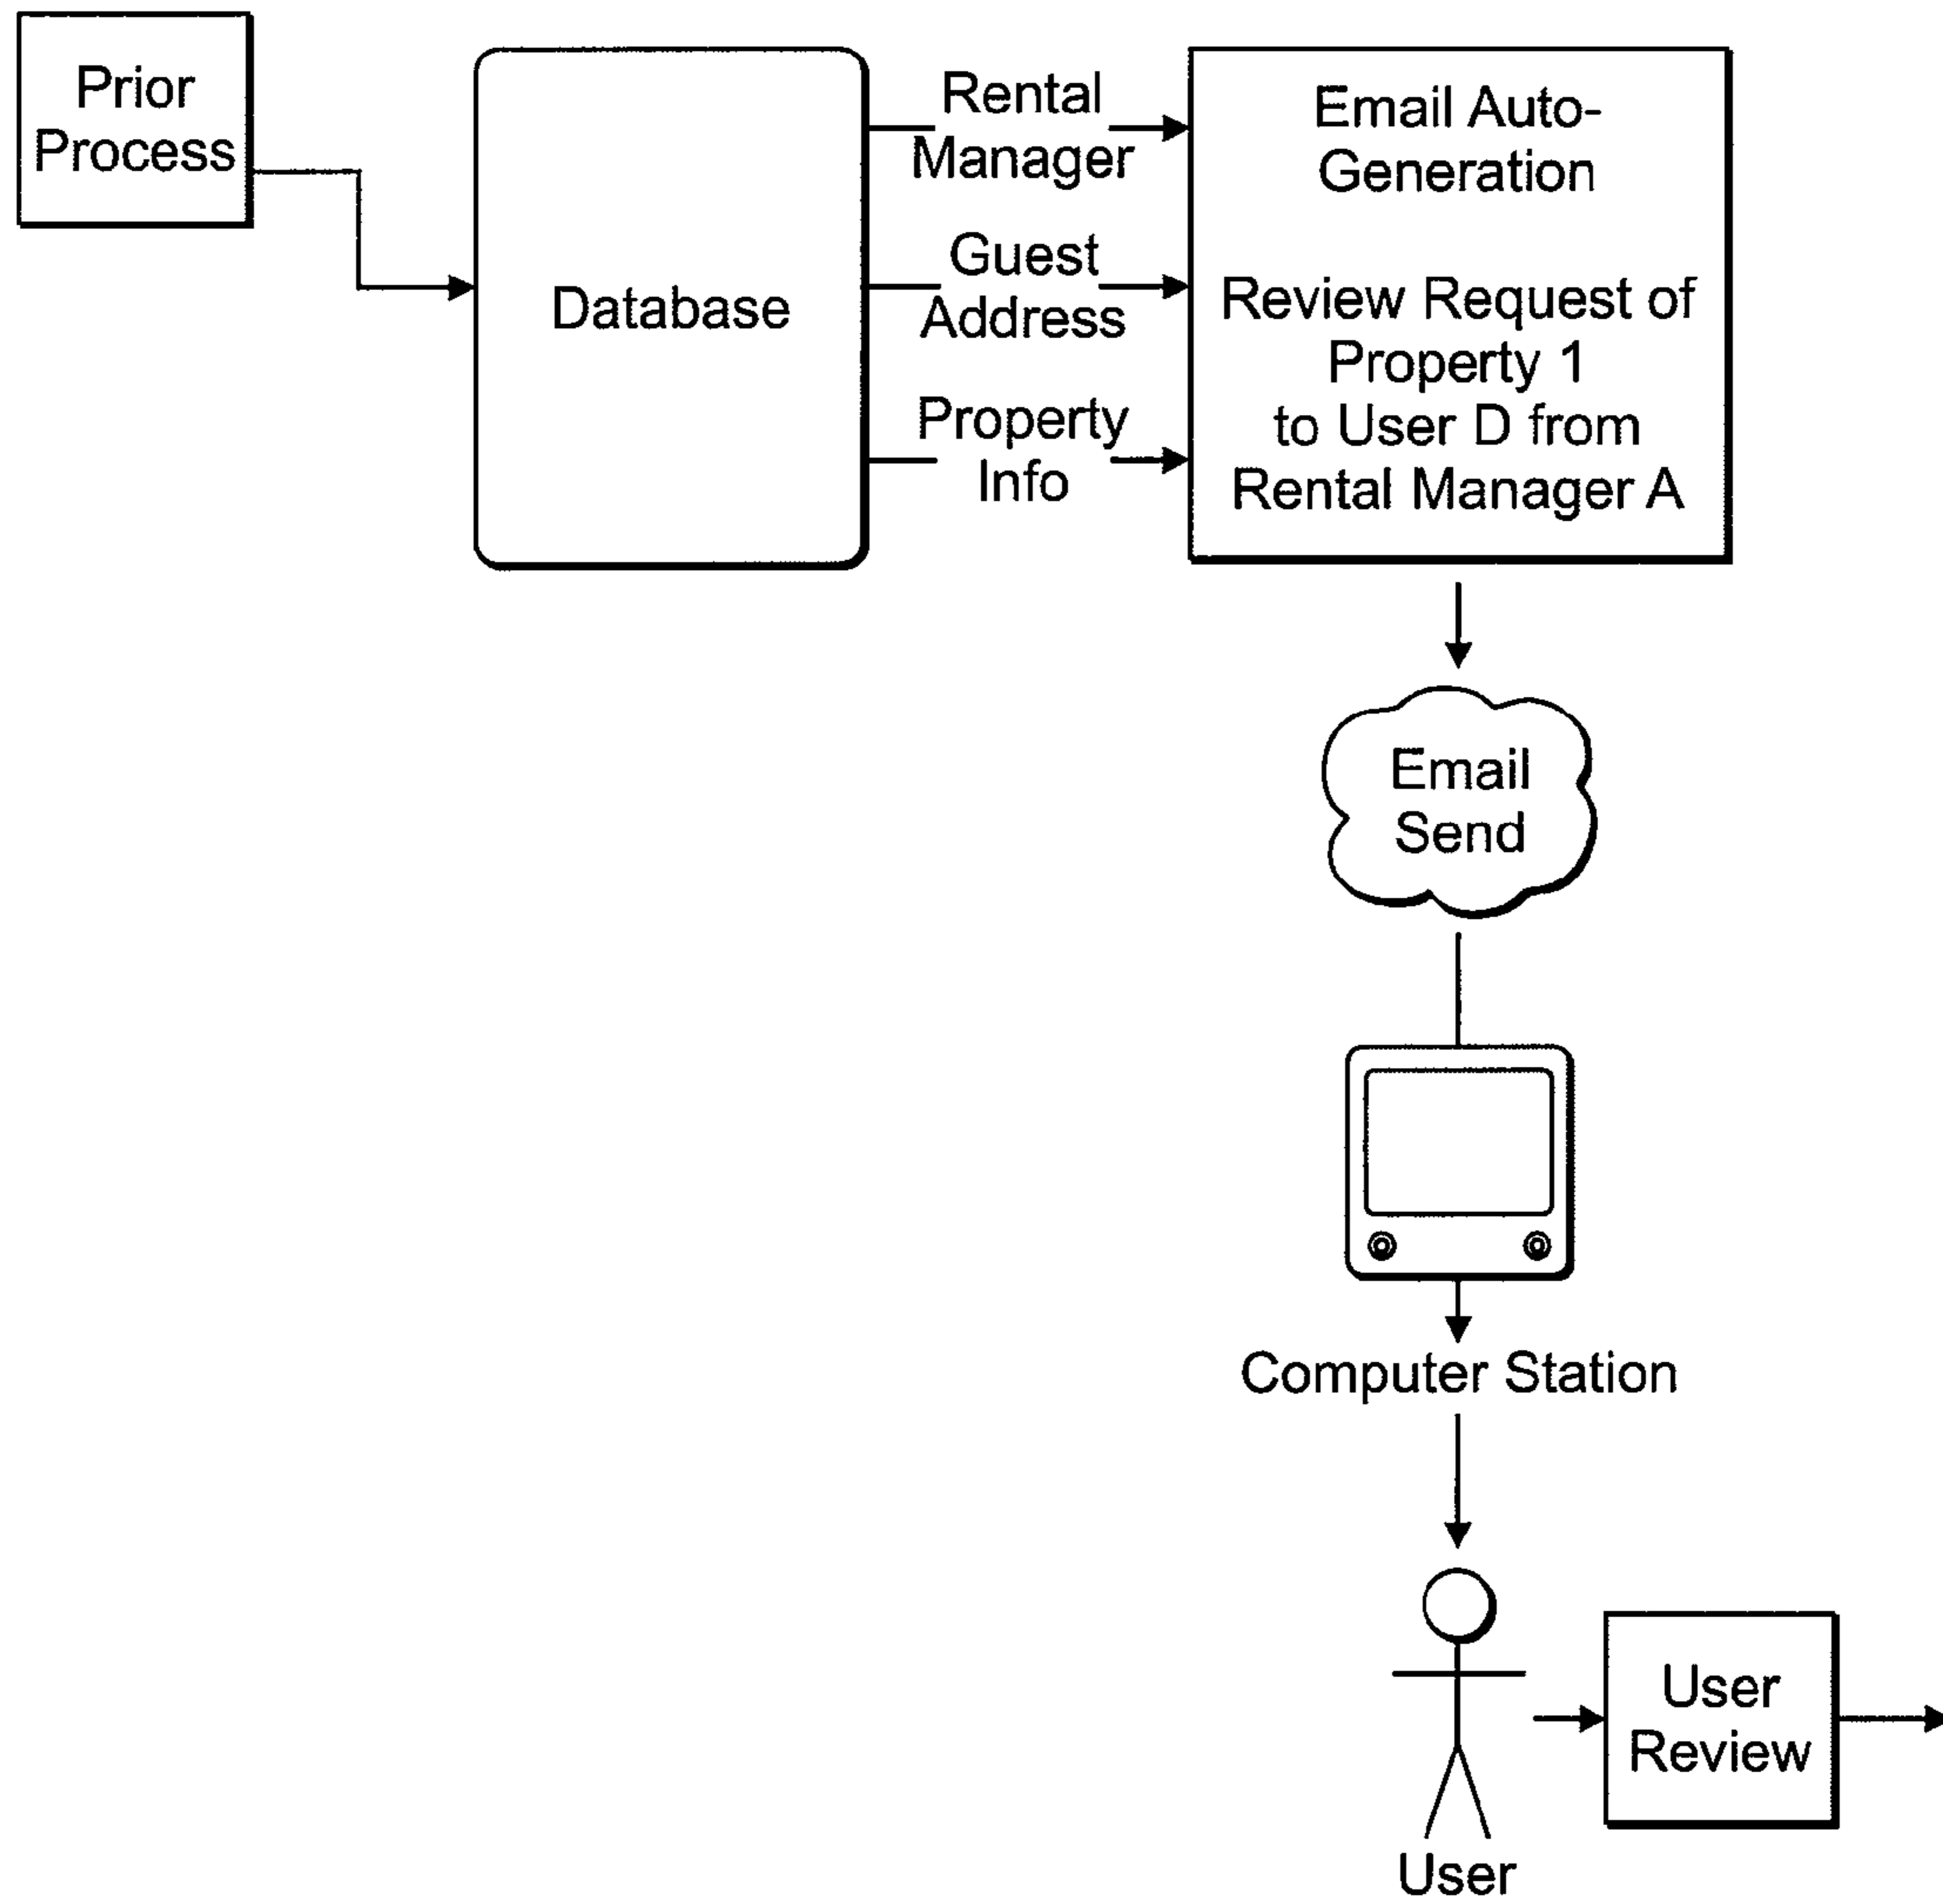 Prior
Process
Database
Rental
Manager
Guest
Address
Property
Info
Email Auto-
Generation
Review Request of
Property 1
to User D from
Rental Manager A
Email
Send
Computer Station
User
User
Review